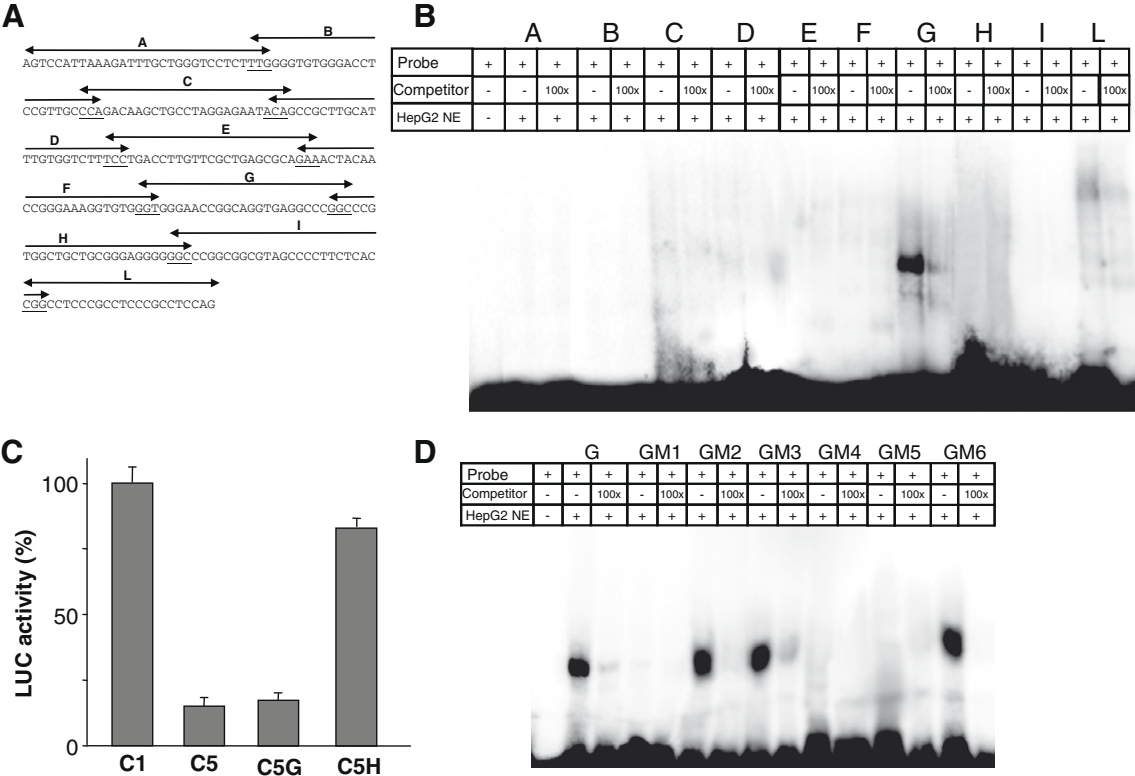 A
B
A
AGTCCATTAAAGATTTGCTGGGTCCTCTTTGGGGTGTGGGACCT
C
CCGTTGCCCAGACAAGCTGCCTAGGAGAATACAGCCGCTTGCAT
D
E
TTGTGGTCTTTCCTGACCTTGTTCGCTGAGCGCAGAAACTACAA
F
G
CCGGGAAAGGTGTGGGTGGGAACCGGCAGGTGAGGCCCGGCCCG
H
I
TGGCTGCTGCGGGAGGGGGGCCCGGCGGCGTAGCCCCTTCTCAC
L
CGGCCTCCCGCCTCCCGCCTCCAG
B
A B C D E F G H I L
Probe + + + + + + + + + + + + + + + + + + + + +
Competitor - - 100x - 100x - 100x - 100x - 100x - 100x - 100x - 100x - 100x - 100x
HepG2 NE - + + + + + + + + + + + + + + + + + + + +
C
LUC activity (%)
100
50
0
C1 C5 C5G C5H
D
G GM1 GM2 GM3 GM4 GM5 GM6
Probe + + + + + + + + + + + + + + +
Competitor - - 100x - 100x - 100x - 100x - 100x - 100x - 100x
HepG2 NE - + + + + + + + + + + + + + +